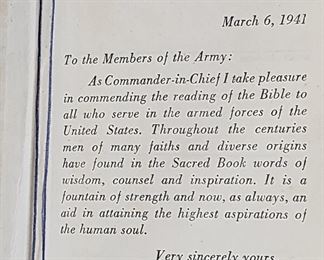 March 6, 1941
To the Members of the Army:
As Commander-in-Chief I take pleasure
in commending the reading of the Bible to
all who serve in the armed forces of the
United States. Throughout the centuries
men of many faiths and diverse origins
have found in the Sacred Book words of
wisdom, counsel and inspiration. It is a
fountain of strength and now, as always, an
aid in attaining the highest aspirations of
the human soul.
Very sincerely yours